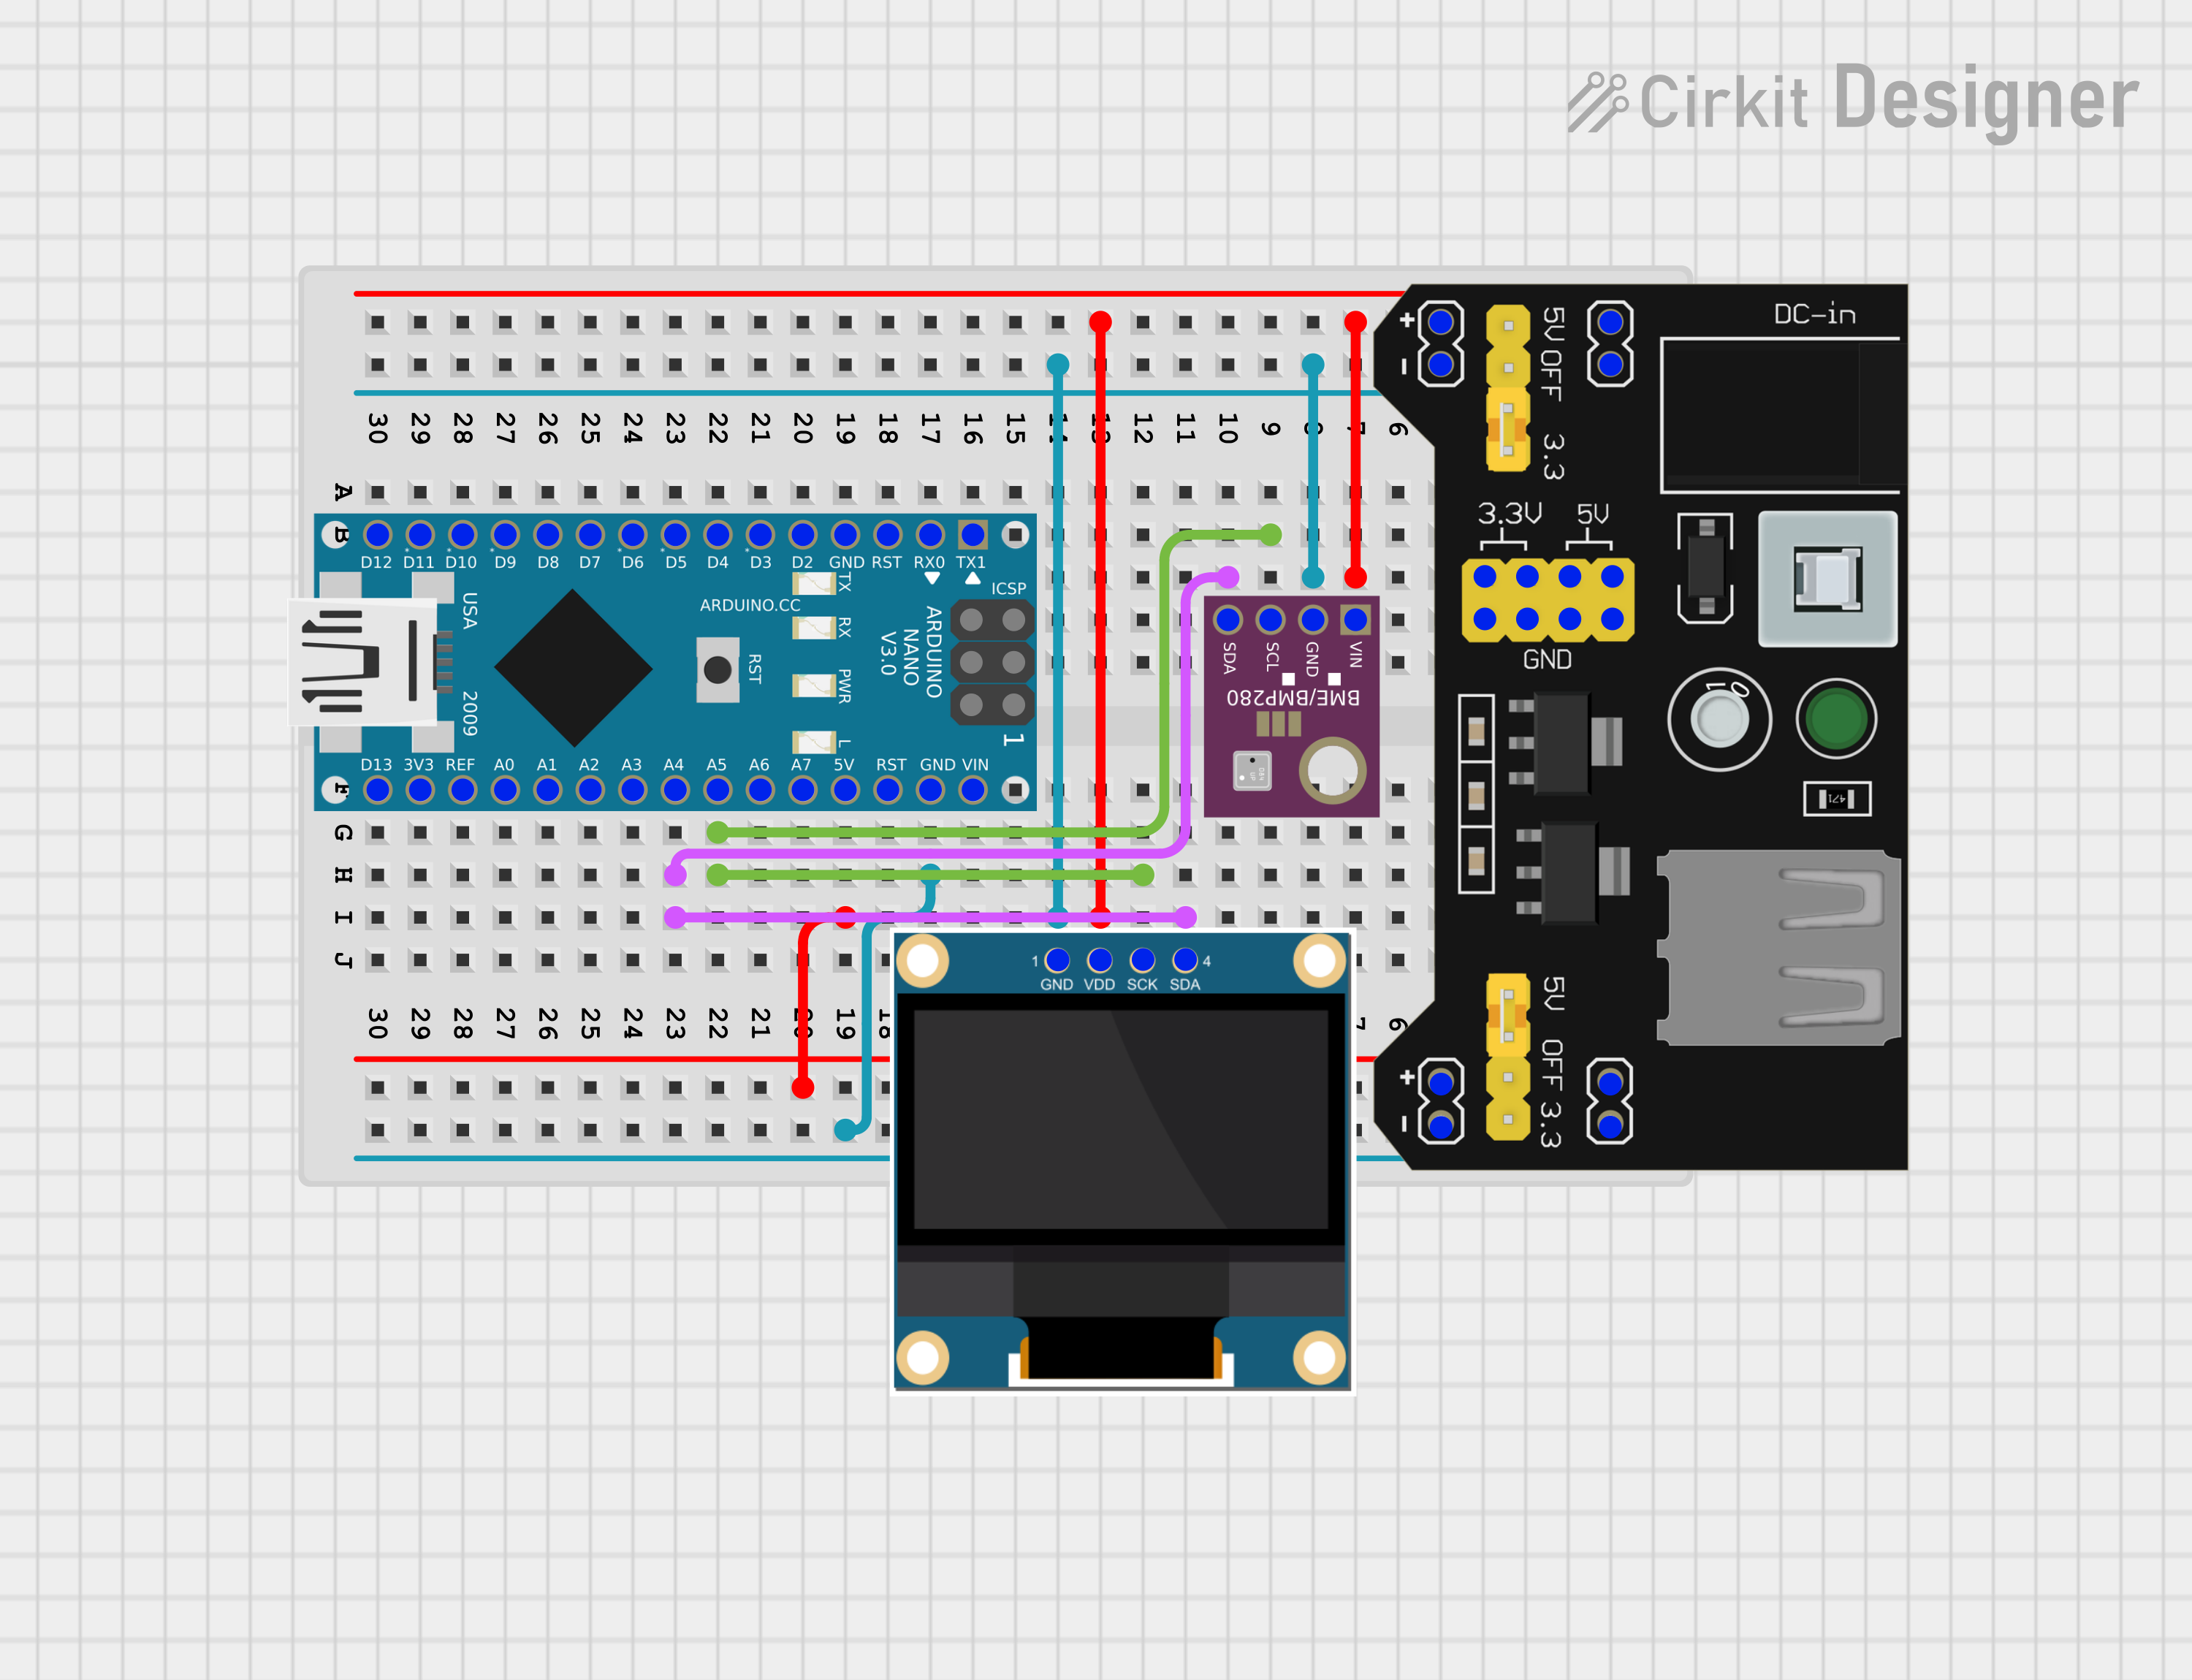 Cirkit Designer
DC-in
+ 5V OFF 3.3
-
30 29 28 27 26 25 24 23 22 21 20 19 18 17 16 15 14 13 12 11 10 9 8 7 6
A
B
D12 D11 D10 D9 D8 D7 D6 D5 D4 D3 D2 GND RST RX0 TX1
3.3V 5V
GND
USA
2009
ARDUINO.CC
RST
TX
RX
PWR
L
ARDUINO
NANO
V3.0
ICSP
1
SDA SCL GND VIN
BME/BMP280
10
471
D13 3V3 REF A0 A1 A2 A3 A4 A5 A6 A7 5V RST GND VIN
F
G
H
I
J
1 4
GND VDD SCK SDA
30 29 28 27 26 25 24 23 22 21 20 19 18 7 6
5V OFF 3.3
+
-